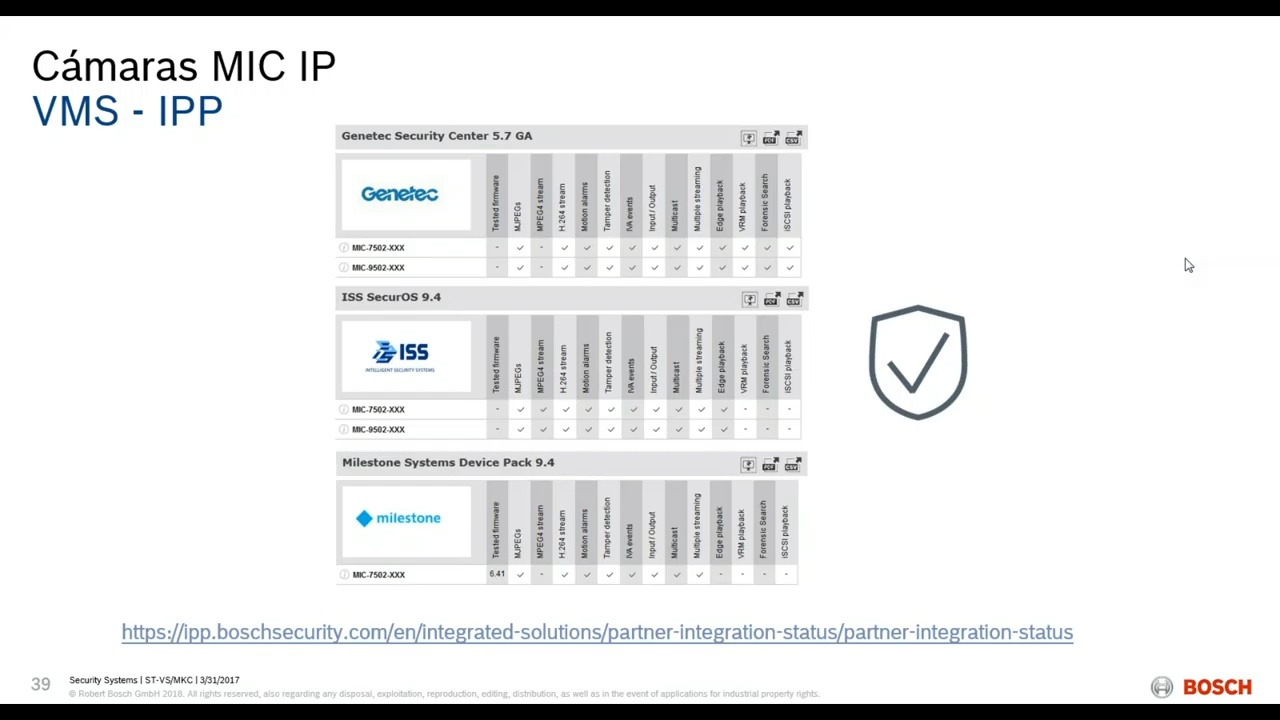 Cámaras MIC IP
VMS - IPP
Genetec Security Center 5.7 GA
PDF CSV
Genetec
Tested firmware
MJPEGs
MPEG4 stream
H.264 stream
Motion alarms
Tamper detection
IVA events
Input / Output
Multicast
Multiple streaming
Edge playback
VRM playback
Forensic Search
iSCSI playback
MIC-7502-XXX - ✓ - ✓ ✓ ✓ ✓ ✓ ✓ ✓ ✓ ✓ ✓ ✓
MIC-9502-XXX - ✓ - ✓ ✓ ✓ ✓ ✓ ✓ ✓ ✓ ✓ ✓ ✓
ISS SecurOS 9.4
PDF CSV
ISS
INTELLIGENT SECURITY SYSTEMS
Tested firmware
MJPEGs
MPEG4 stream
H.264 stream
Motion alarms
Tamper detection
IVA events
Input / Output
Multicast
Multiple streaming
Edge playback
VRM playback
Forensic Search
iSCSI playback
MIC-7502-XXX - ✓ ✓ ✓ ✓ ✓ ✓ ✓ ✓ ✓ ✓ - - -
MIC-9502-XXX - ✓ ✓ ✓ ✓ ✓ ✓ ✓ ✓ ✓ ✓ - - -
Milestone Systems Device Pack 9.4
PDF CSV
milestone
Tested firmware
MJPEGs
MPEG4 stream
H.264 stream
Motion alarms
Tamper detection
IVA events
Input / Output
Multicast
Multiple streaming
Edge playback
VRM playback
Forensic Search
iSCSI playback
MIC-7502-XXX 6.41 ✓ - ✓ ✓ ✓ ✓ ✓ ✓ ✓ - - - -
https://ipp.boschsecurity.com/en/integrated-solutions/partner-integration-status/partner-integration-status
39
Security Systems | ST-VS/MKC | 3/31/2017
© Robert Bosch GmbH 2018. All rights reserved, also regarding any disposal, exploitation, reproduction, editing, distribution, as well as in the event of applications for industrial property rights.
BOSCH